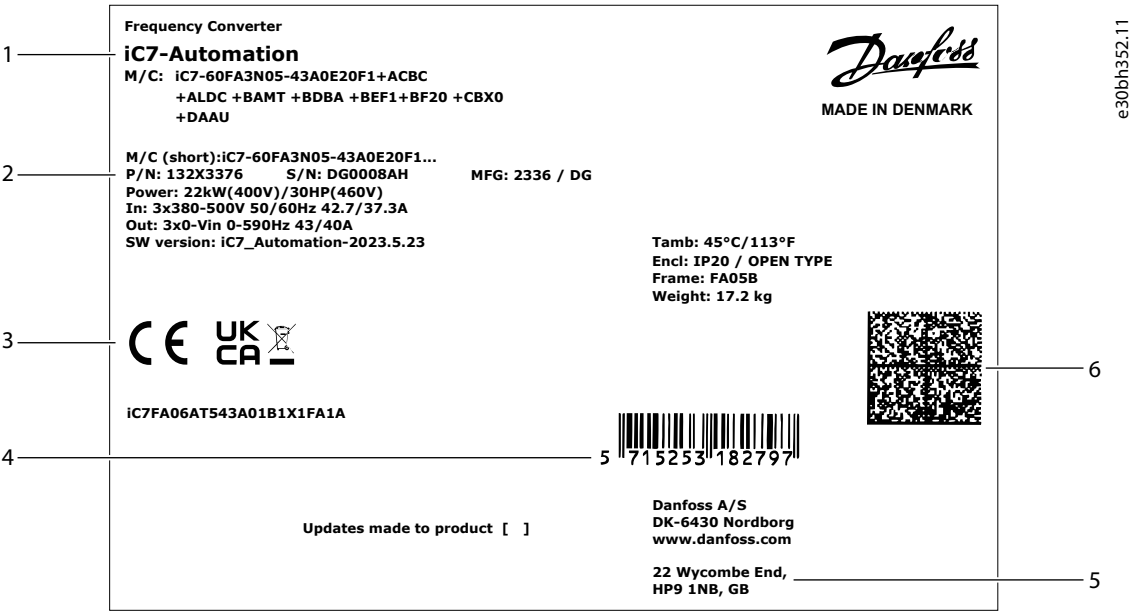 Frequency Converter
1
iC7-Automation
M/C: iC7-60FA3N05-43A0E20F1+ACBC
+ALDC +BAMT +BDBA +BEF1+BF20 +CBX0
+DAAU
Danfoss
MADE IN DENMARK
e30bh352.11
M/C (short):iC7-60FA3N05-43A0E20F1...
2
P/N: 132X3376 S/N: DG0008AH MFG: 2336 / DG
Power: 22kW(400V)/30HP(460V)
In: 3x380-500V 50/60Hz 42.7/37.3A
Out: 3x0-Vin 0-590Hz 43/40A
SW version: iC7_Automation-2023.5.23
Tamb: 45°C/113°F
Encl: IP20 / OPEN TYPE
Frame: FA05B
Weight: 17.2 kg
3
CE UK
CA
6
iC7FA06AT543A01B1X1FA1A
4
5 715253 182797
Updates made to product [ ]
Danfoss A/S
DK-6430 Nordborg
www.danfoss.com
22 Wycombe End,
HP9 1NB, GB
5